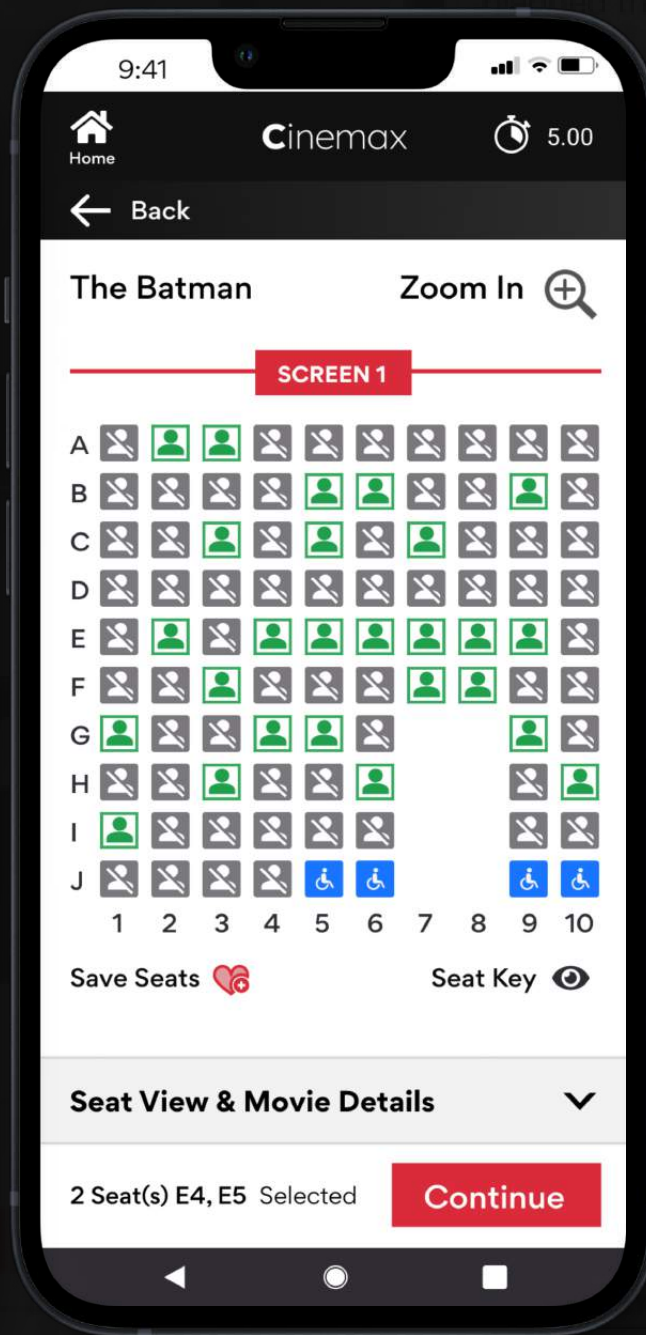 9:41
Home
Cinemax
5.00
Back
The Batman
Zoom In
SCREEN 1
A
B
C
D
E
F
G
H
I
J
1 2 3 4 5 6 7 8 9 10
Save Seats
Seat Key
Seat View & Movie Details
2 Seat(s) E4, E5 Selected
Continue